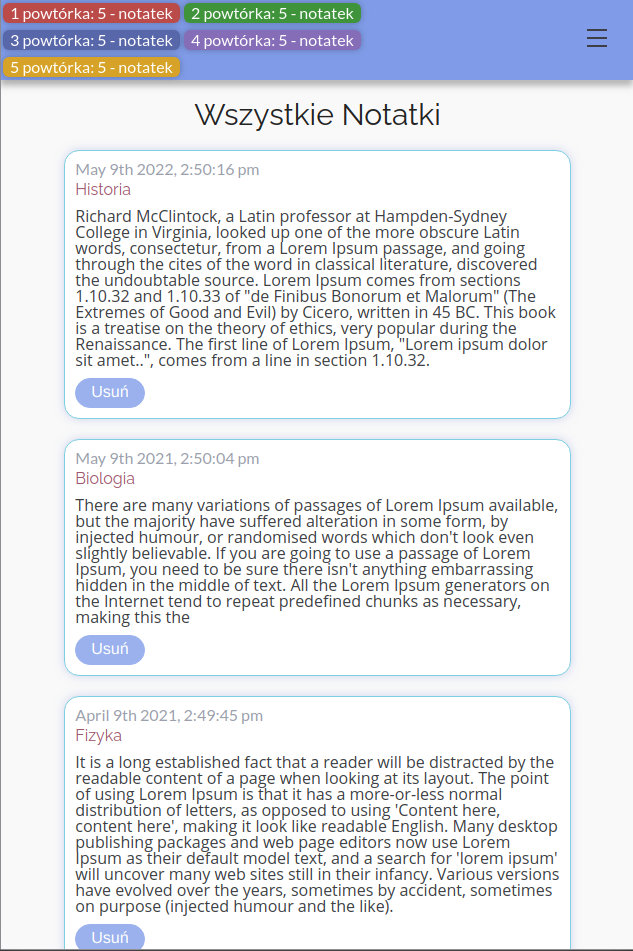 1 powtórka: 5 - notatek
2 powtórka: 5 - notatek
3 powtórka: 5 - notatek
4 powtórka: 5 - notatek
5 powtórka: 5 - notatek
Wszystkie Notatki
May 9th 2022, 2:50:16 pm
Historia
Richard McClintock, a Latin professor at Hampden-Sydney
College in Virginia, looked up one of the more obscure Latin
words, consectetur, from a Lorem Ipsum passage, and going
through the cites of the word in classical literature, discovered
the undoubtable source. Lorem Ipsum comes from sections
1.10.32 and 1.10.33 of "de Finibus Bonorum et Malorum" (The
Extremes of Good and Evil) by Cicero, written in 45 BC. This book
is a treatise on the theory of ethics, very popular during the
Renaissance. The first line of Lorem Ipsum, "Lorem ipsum dolor
sit amet..", comes from a line in section 1.10.32.
Usuń
May 9th 2021, 2:50:04 pm
Biologia
There are many variations of passages of Lorem Ipsum available,
but the majority have suffered alteration in some form, by
injected humour, or randomised words which don't look even
slightly believable. If you are going to use a passage of Lorem
Ipsum, you need to be sure there isn't anything embarrassing
hidden in the middle of text. All the Lorem Ipsum generators on
the Internet tend to repeat predefined chunks as necessary,
making this the
Usuń
April 9th 2021, 2:49:45 pm
Fizyka
It is a long established fact that a reader will be distracted by the
readable content of a page when looking at its layout. The point
of using Lorem Ipsum is that it has a more-or-less normal
distribution of letters, as opposed to using 'Content here,
content here', making it look like readable English. Many desktop
publishing packages and web page editors now use Lorem
Ipsum as their default model text, and a search for 'lorem ipsum'
will uncover many web sites still in their infancy. Various versions
have evolved over the years, sometimes by accident, sometimes
on purpose (injected humour and the like).
Usuń